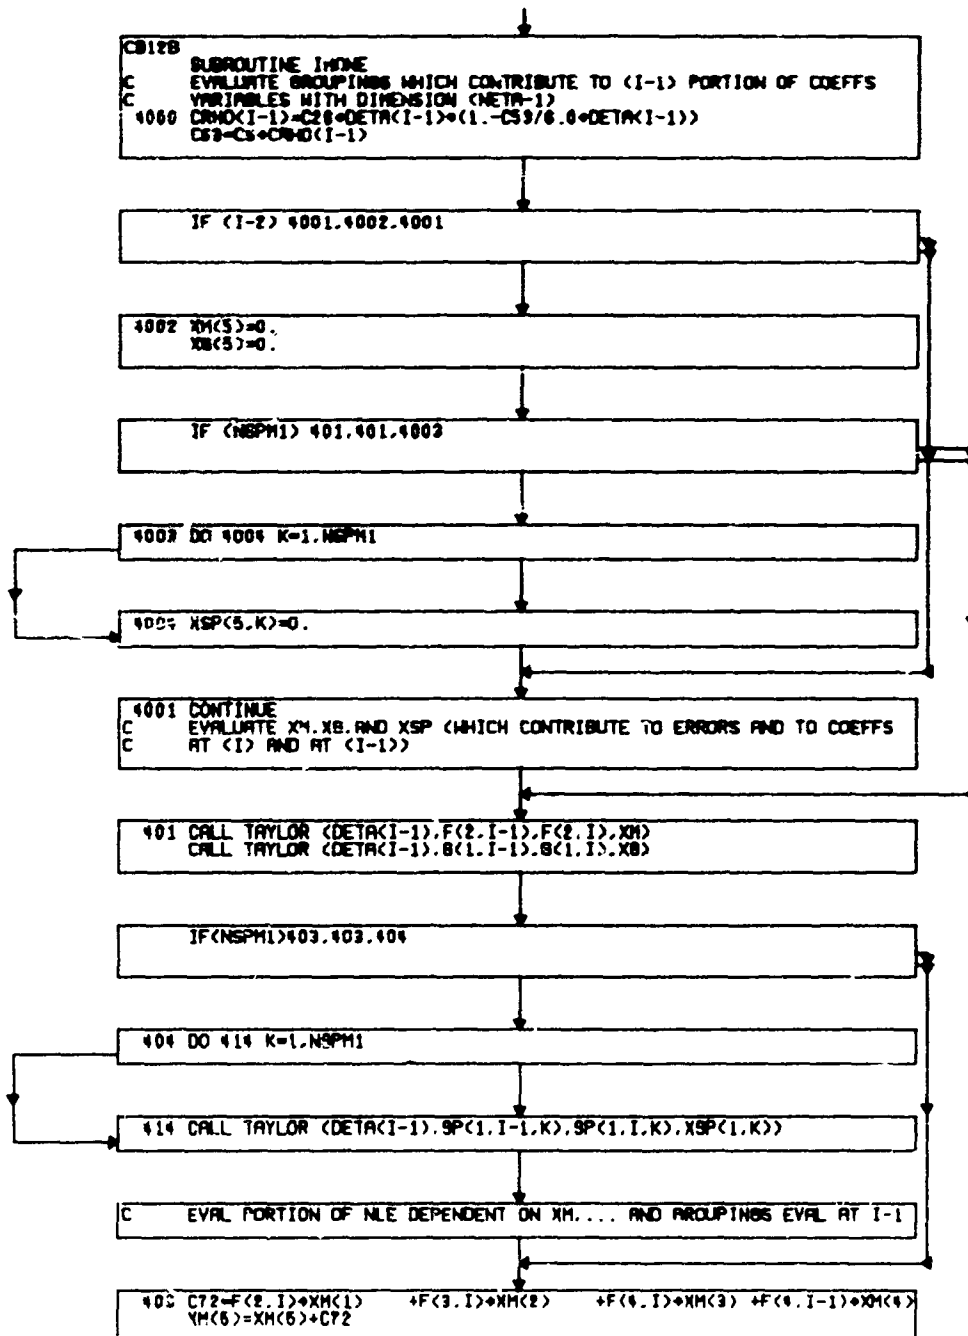 CB12B
SUBROUTINE IMONE
C EVALUATE GROUPINGS WHICH CONTRIBUTE TO (I-1) PORTION OF COEFFS
C VARIABLES WITH DIMENSION (NETA-1)
4000 CRHO(I-1)=C26*DETA(I-1)*(1.-C53/6.0*DETA(I-1))
C53=C5*CRHO(I-1)
IF (I-2) 4001,4002,4001
4002 XM(5)=0.
XB(5)=0.
IF (NSPM1) 401,401,4003
4003 DO 4004 K=1,NSPM1
4004 XSP(5,K)=0.
4001 CONTINUE
C EVALUATE XM,XB,AND XSP (WHICH CONTRIBUTE TO ERRORS AND TO COEFFS
C AT (I) AND AT (I-1))
401 CALL TAYLOR (DETA(I-1),F(2,I-1),F(2,I),XM)
CALL TAYLOR (DETA(I-1),G(1,I-1),G(1,I),XB)
IF(NSPM1)403,403,404
404 DO 414 K=1,NSPM1
414 CALL TAYLOR (DETA(I-1),SP(1,I-1,K),SP(1,I,K),XSP(1,K))
C EVAL PORTION OF NLE DEPENDENT ON XM.... AND GROUPINGS EVAL AT I-1
403 C72=F(2,I)*XM(1) +F(3,I)*XM(2) +F(4,I)*XM(3) +F(4,I-1)*XM(4)
XM(5)=XM(5)+C72